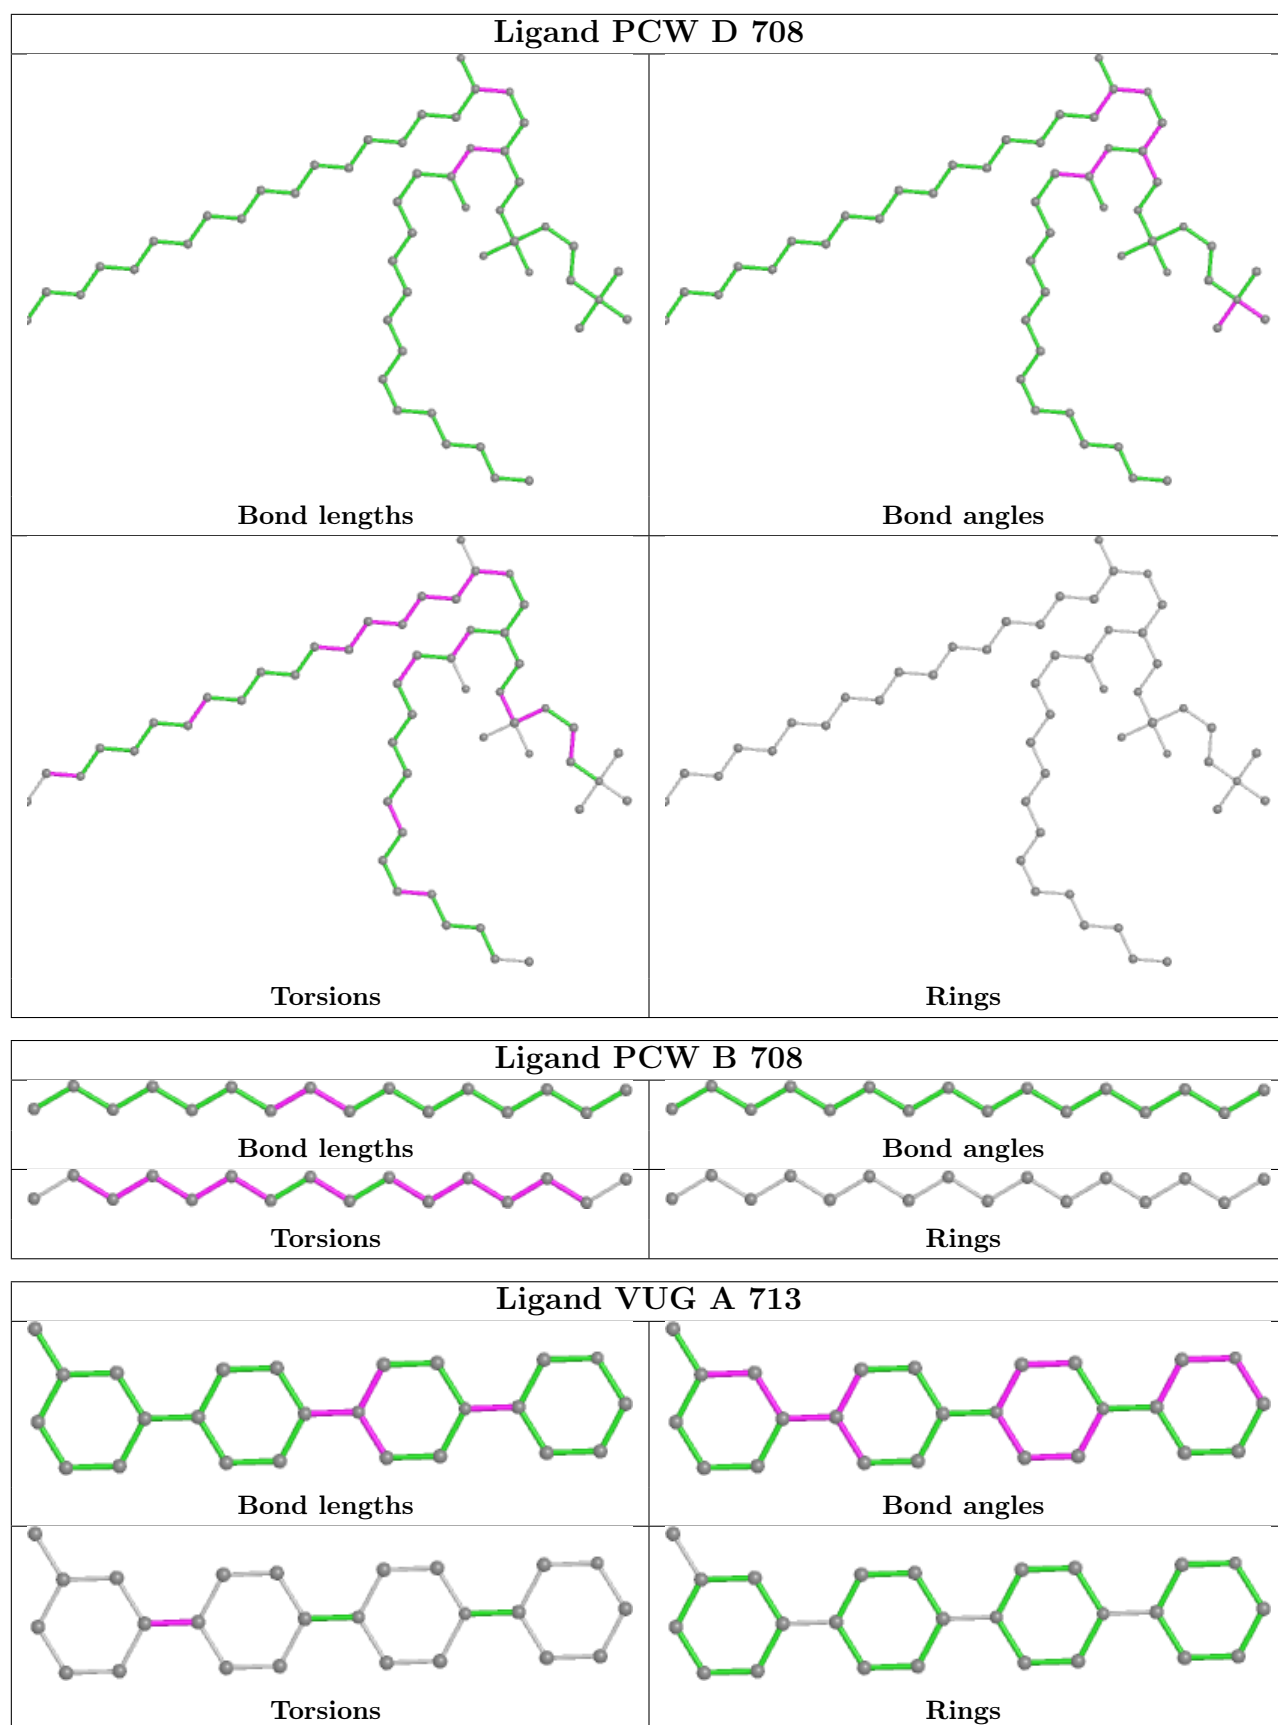 Ligand PCW D 708
Bond lengths
Bond angles
Torsions
Rings
Ligand PCW B 708
Bond lengths
Bond angles
Torsions
Rings
Ligand VUG A 713
Bond lengths
Bond angles
Torsions
Rings